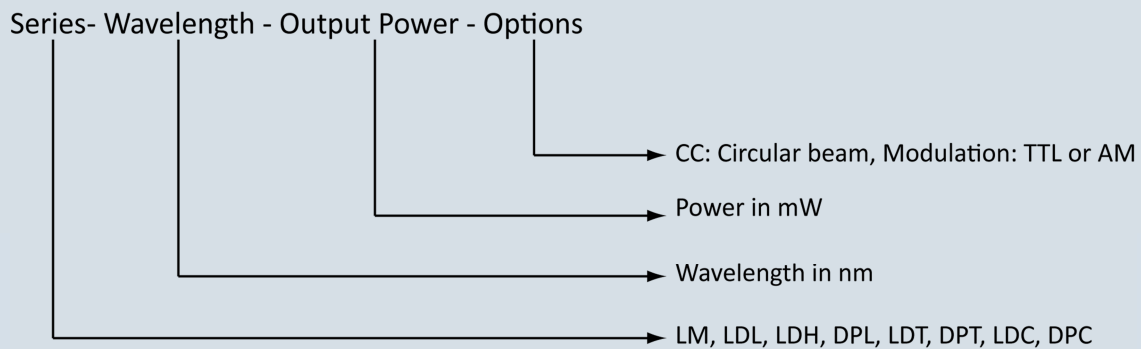 Series- Wavelength - Output Power - Options
CC: Circular beam, Modulation: TTL or AM
Power in mW
Wavelength in nm
LM, LDL, LDH, DPL, LDT, DPT, LDC, DPC